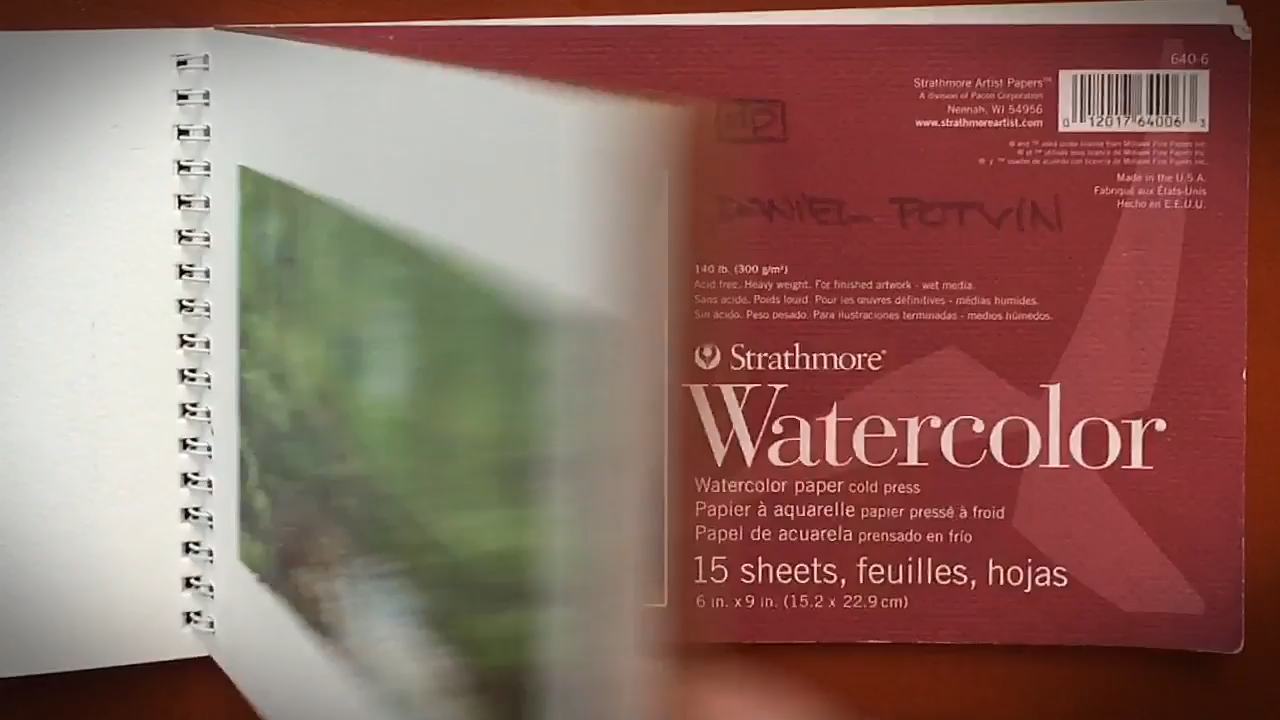 640-6
Strathmore Artist Papers™
A division of Pacon Corporation
Neenah, WI 54956
www.strathmoreartist.com
0 12017 64006 3
Made in the U.S.A.
Fabriqué aux États-Unis
Hecho en E.E.U.U.
DP
DANIEL POTVIN
140 lb. (300 g/m²)
Acid free. Heavy weight. For finished artwork - wet media.
Sans acide. Poids lourd. Pour les œuvres définitives - médias humides.
Sin ácido. Peso pesado. Para ilustraciones terminadas - medios húmedos.
Strathmore®
Watercolor
Watercolor paper cold press
Papier à aquarelle papier pressé à froid
Papel de acuarela prensado en frío
15 sheets, feuilles, hojas
6 in. x 9 in. (15.2 x 22.9 cm)